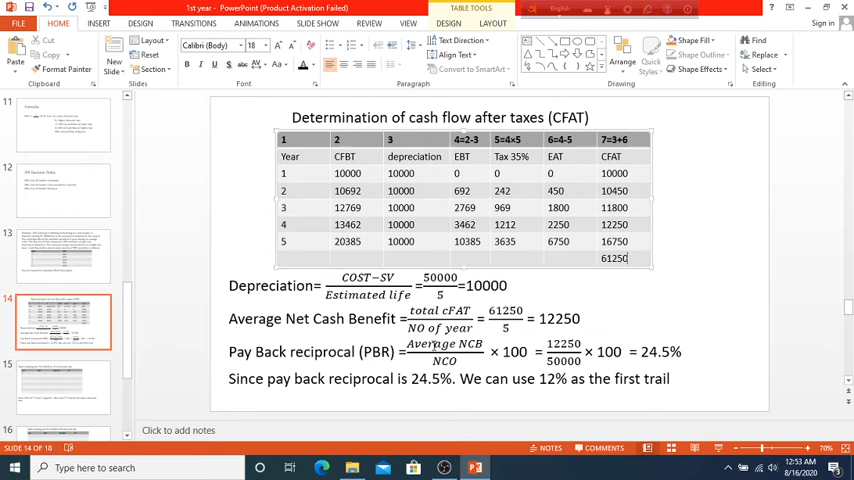 1st year - PowerPoint (Product Activation Failed)
TABLE TOOLS
English
FILE HOME INSERT DESIGN TRANSITIONS ANIMATIONS SLIDE SHOW REVIEW VIEW DESIGN LAYOUT Sign in
Paste
Cut
Copy
Format Painter
Clipboard
New Slide
Layout
Reset
Section
Slides
Calibri (Body) 18
Font
Text Direction
Align Text
Convert to SmartArt
Paragraph
Arrange
Quick Styles
Shape Fill
Shape Outline
Shape Effects
Drawing
Find
Replace
Select
Editing
11
12
13
14
15
16
Determination of cash flow after taxes (CFAT)
1 2 3 4=2-3 5=4×5 6=4-5 7=3+6
Year CFBT depreciation EBT Tax 35% EAT CFAT
1 10000 10000 0 0 0 10000
2 10692 10000 692 242 450 10450
3 12769 10000 2769 969 1800 11800
4 13462 10000 3462 1212 2250 12250
5 20385 10000 10385 3635 6750 16750
61250
Depreciation= COST−SV / Estimated life = 50000 / 5 =10000
Average Net Cash Benefit = total cFAT / NO of year = 61250 / 5 = 12250
Pay Back reciprocal (PBR) = Average NCB / NCO × 100 = 12250 / 50000 × 100 = 24.5%
Since pay back reciprocal is 24.5%. We can use 12% as the first trail
Click to add notes
SLIDE 14 OF 18 NOTES COMMENTS 70%
Type here to search
12:53 AM
8/16/2020